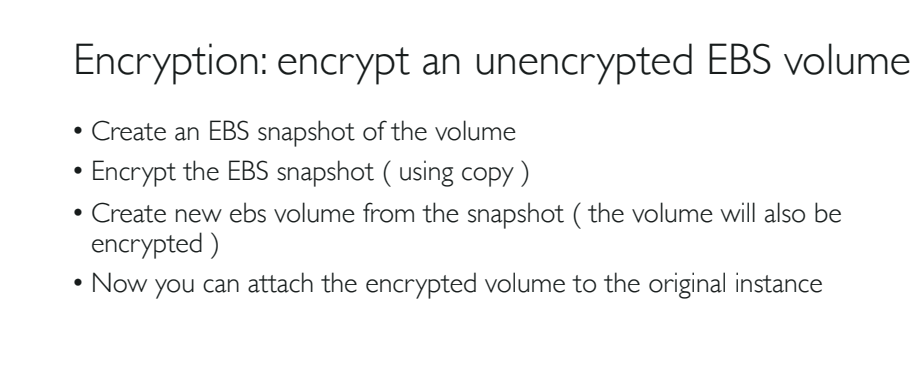 Encryption: encrypt an unencrypted EBS volume
• Create an EBS snapshot of the volume
• Encrypt the EBS snapshot ( using copy )
• Create new ebs volume from the snapshot ( the volume will also be
encrypted )
• Now you can attach the encrypted volume to the original instance